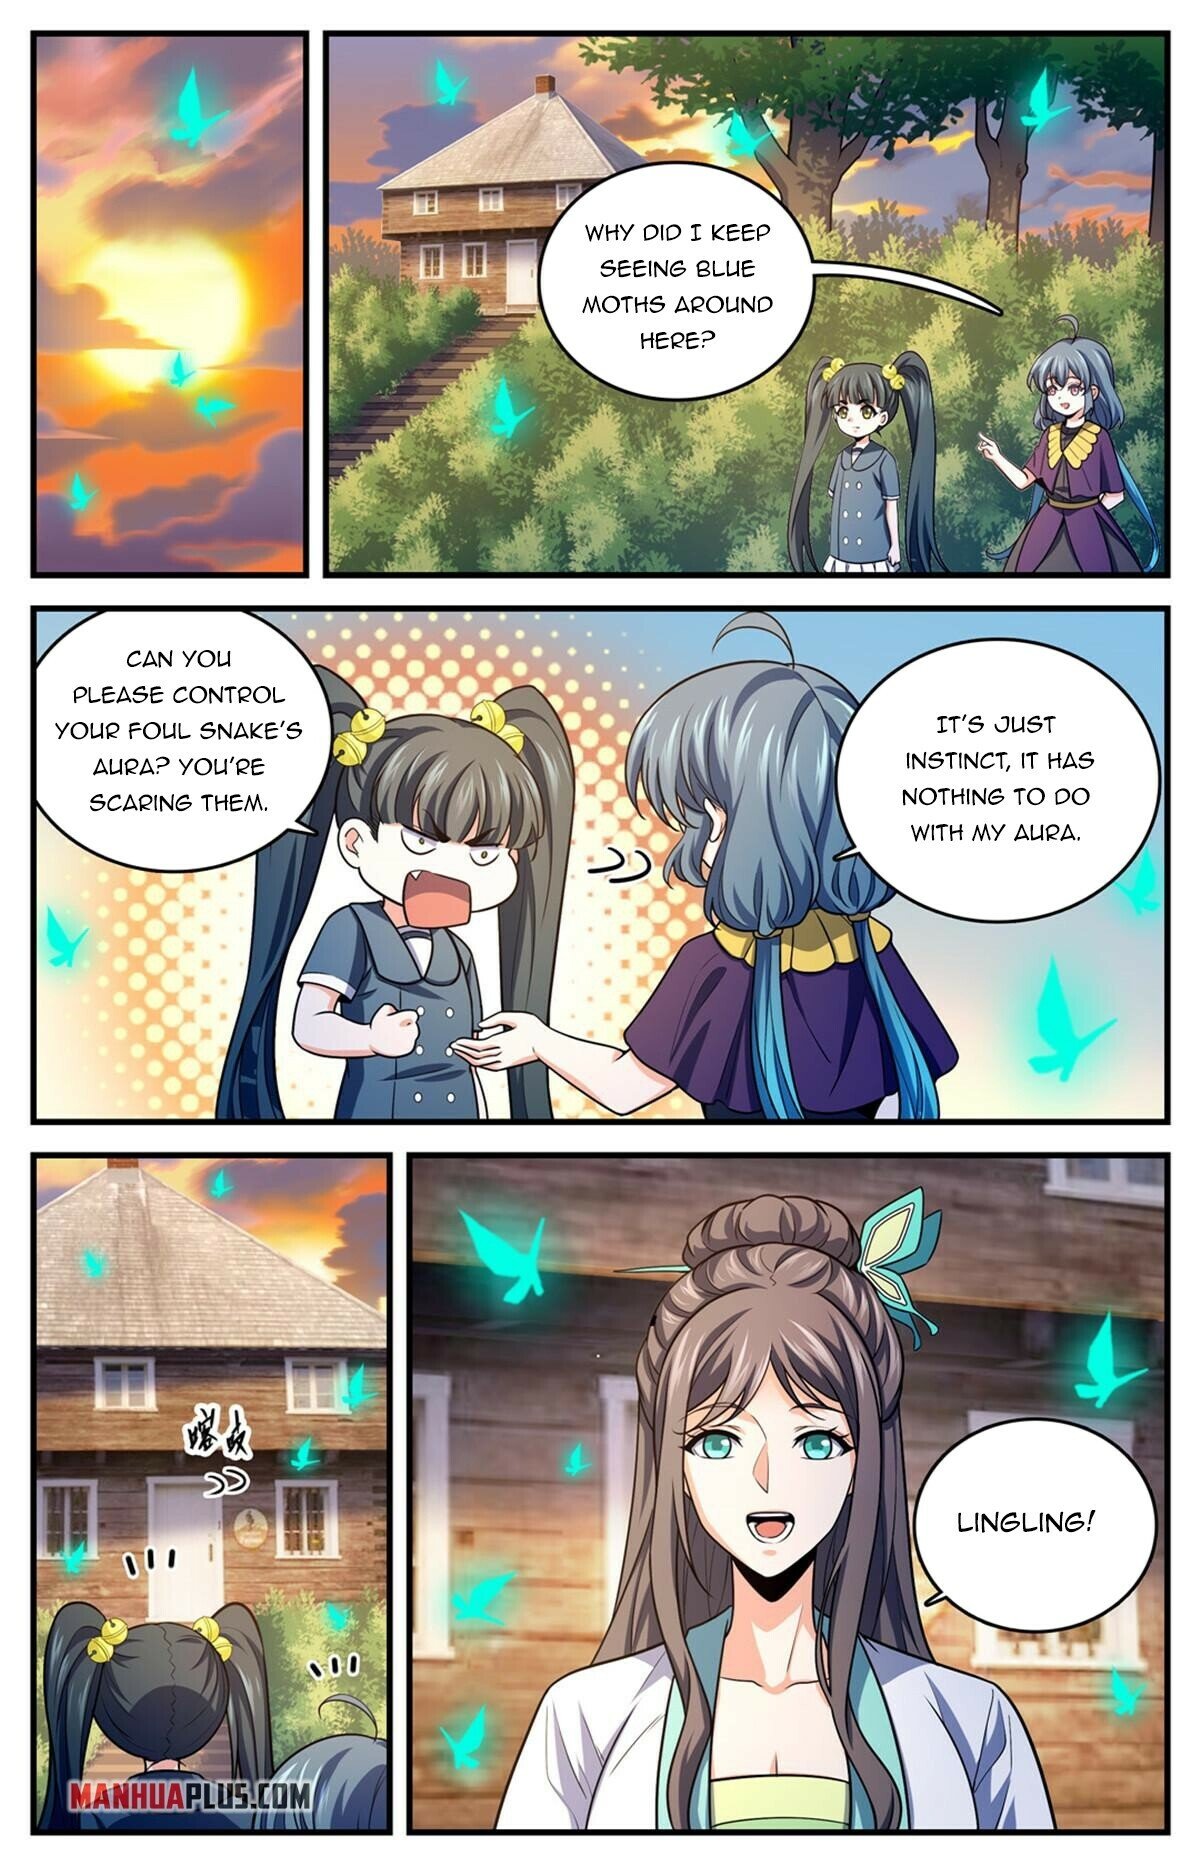 WHY DID I KEEP
SEEING BLUE
MOTHS AROUND
HERE?
CAN YOU
PLEASE CONTROL
YOUR FOUL SNAKE'S
AURA? YOU'RE
SCARING THEM.
IT'S JUST
INSTINCT, IT HAS
NOTHING TO DO
WITH MY AURA.
喀吱
LINGLING!
MANHUAPLUS.COM